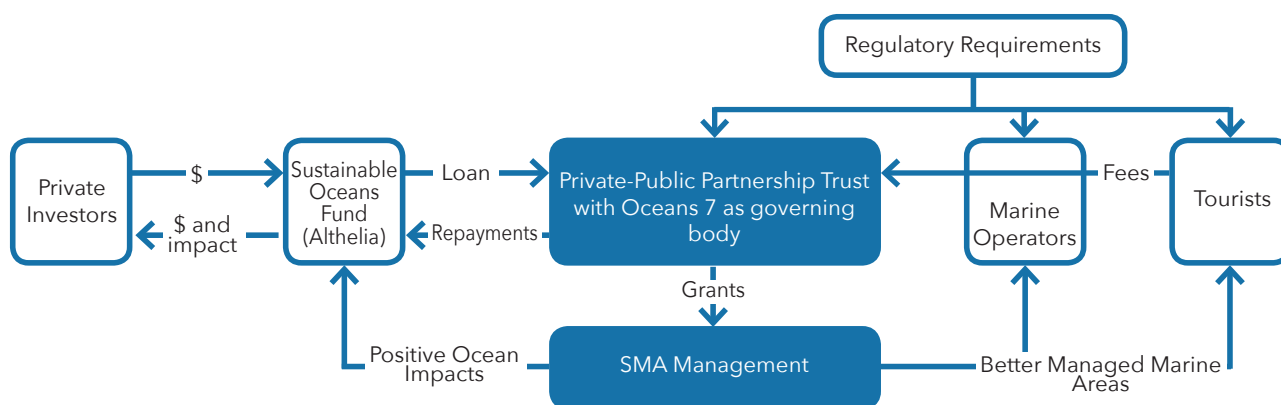 Regulatory Requirements
Private
Investors
$
$ and
impact
Sustainable
Oceans
Fund
(Althelia)
Loan
Repayments
Private-Public Partnership Trust
with Oceans 7 as governing
body
Marine
Operators
Fees
Tourists
Grants
Positive Ocean
Impacts
SMA Management
Better Managed Marine
Areas